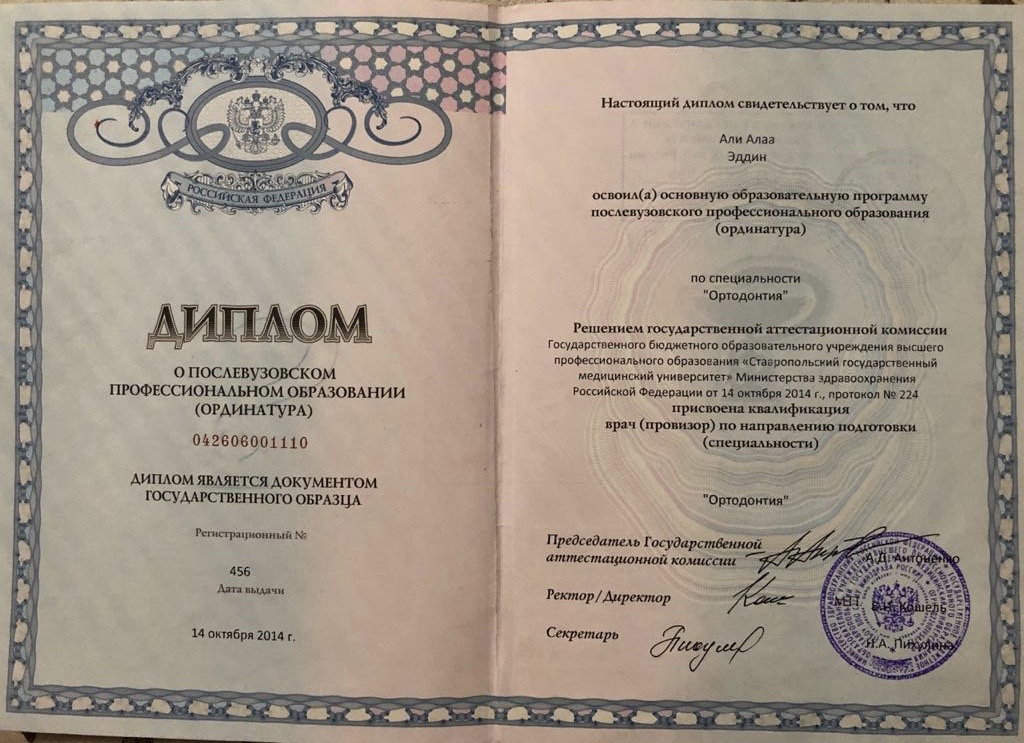 РОССИЙСКАЯ ФЕДЕРАЦИЯ
ДИПЛОМ
О ПОСЛЕВУЗОВСКОМ
ПРОФЕССИОНАЛЬНОМ ОБРАЗОВАНИИ
(ОРДИНАТУРА)
042606001110
ДИПЛОМ ЯВЛЯЕТСЯ ДОКУМЕНТОМ
ГОСУДАРСТВЕННОГО ОБРАЗЦА
Регистрационный №
456
Дата выдачи
14 октября 2014 г.
Настоящий диплом свидетельствует о том, что
Али Алаа
Эддин
освоил(а) основную образовательную программу
послевузовского профессионального образования
(ординатура)
по специальности
"Ортодонтия"
Решением государственной аттестационной комиссии
Государственного бюджетного образовательного учреждения высшего
профессионального образования «Ставропольский государственный
медицинский университет» Министерства здравоохранения
Российской Федерации от 14 октября 2014 г., протокол № 224
присвоена квалификация
врач (провизор) по направлению подготовки
(специальности)
"Ортодонтия"
Председатель Государственной
аттестационной комиссии
А.Д. Антоненко
Ректор/Директор
М.П. В.Н. Кошель
Секретарь
Н.А. Пикулина